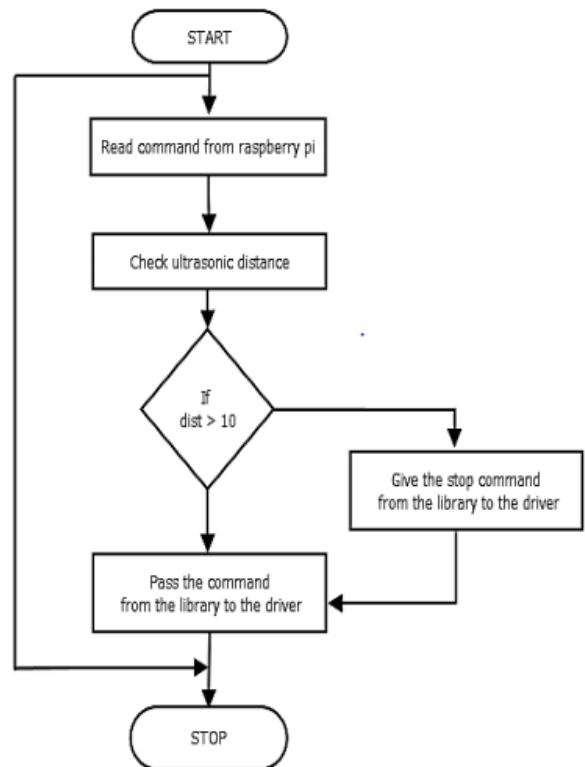 START
Read command from raspberry pi
Check ultrasonic distance
If
dist > 10
Give the stop command
from the library to the driver
Pass the command
from the library to the driver
STOP